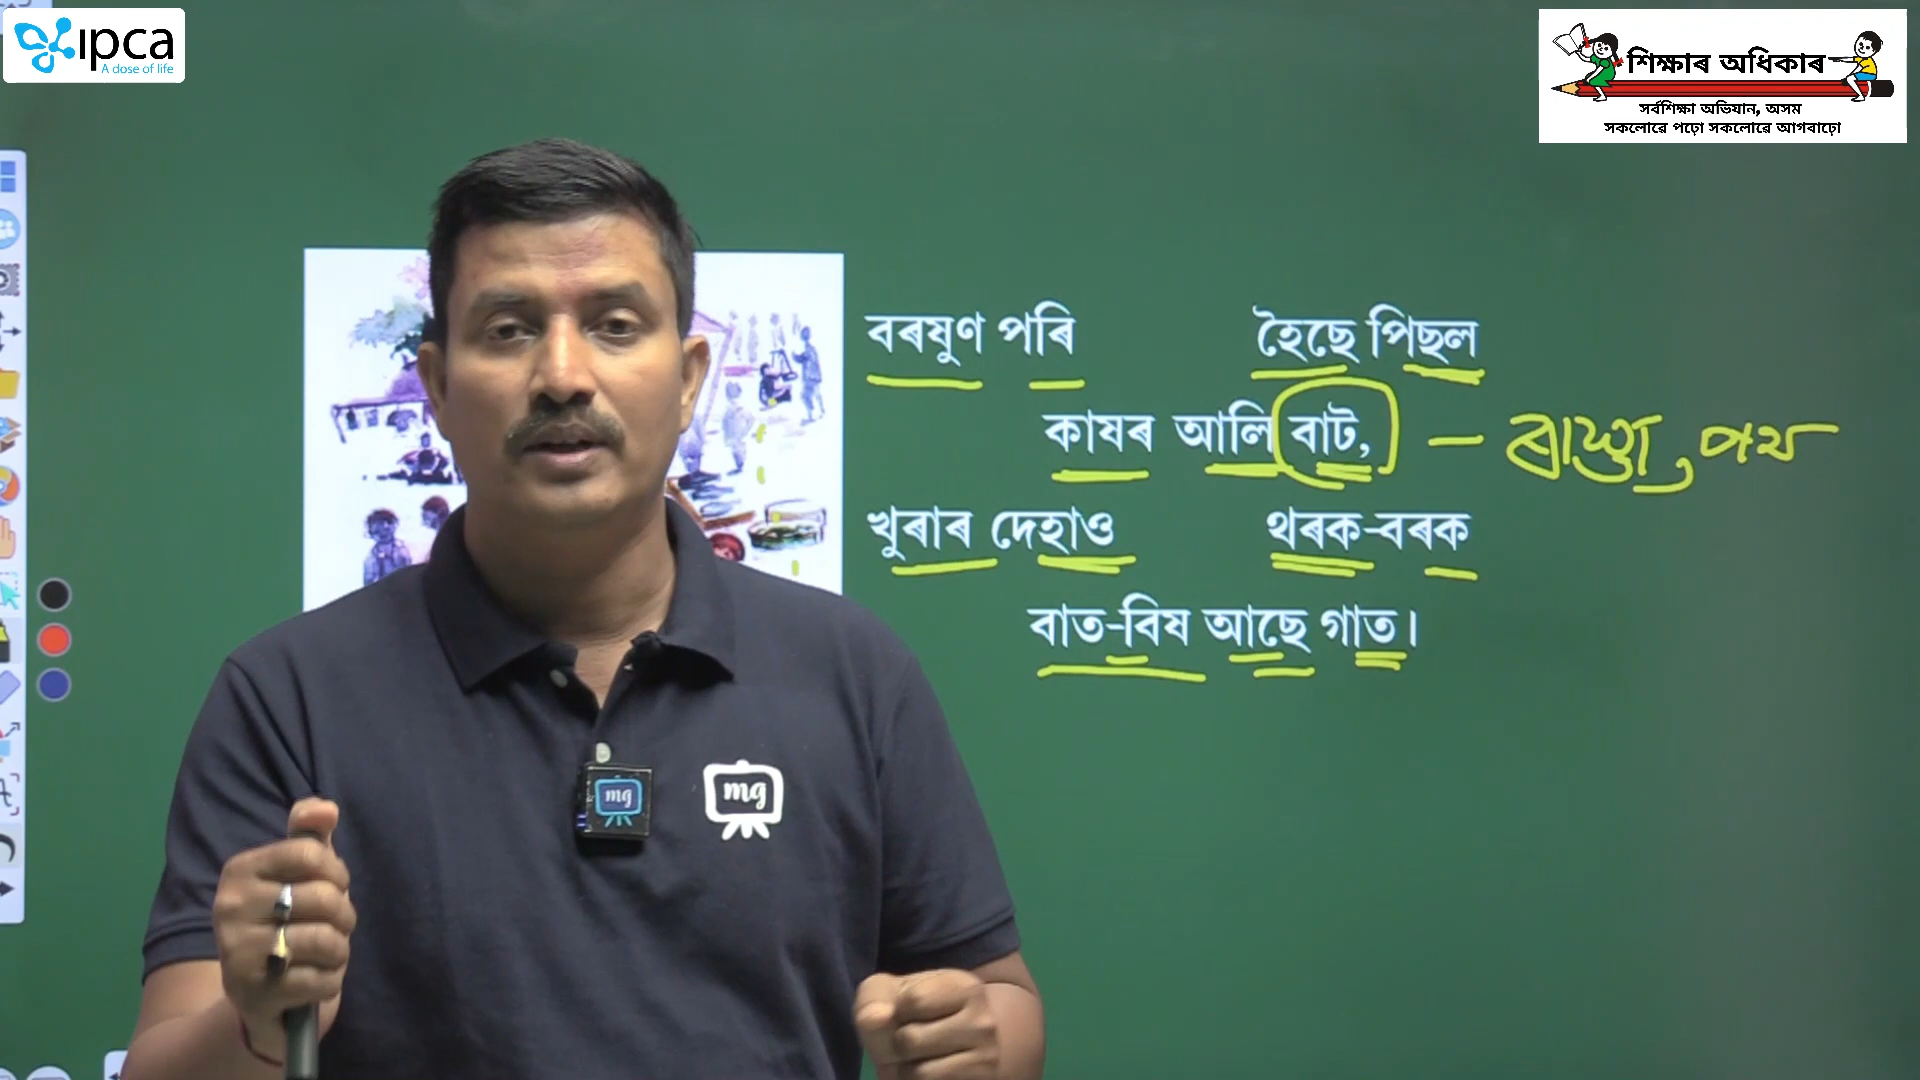 ipca
A dose of life
শিক্ষাৰ অধিকাৰ
সৰ্বশিক্ষা অভিযান, অসম
সকলোৱে পঢ়ো সকলোৱে আগবাঢ়ো
বৰষুণ পৰি হৈছে পিছল
কাষৰ আলি বাট, – ৰাস্তা, পথ
খুৰাৰ দেহাও থৰক-বৰক
বাত-বিষ আছে গাত।
mg
mg